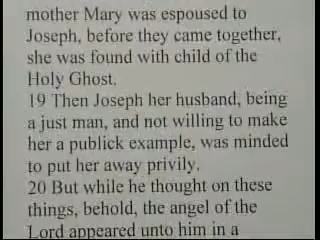 mother Mary was espoused to
Joseph, before they came together,
she was found with child of the
Holy Ghost.
19 Then Joseph her husband, being
a just man, and not willing to make
her a publick example, was minded
to put her away privily.
20 But while he thought on these
things, behold, the angel of the
Lord appeared unto him in a